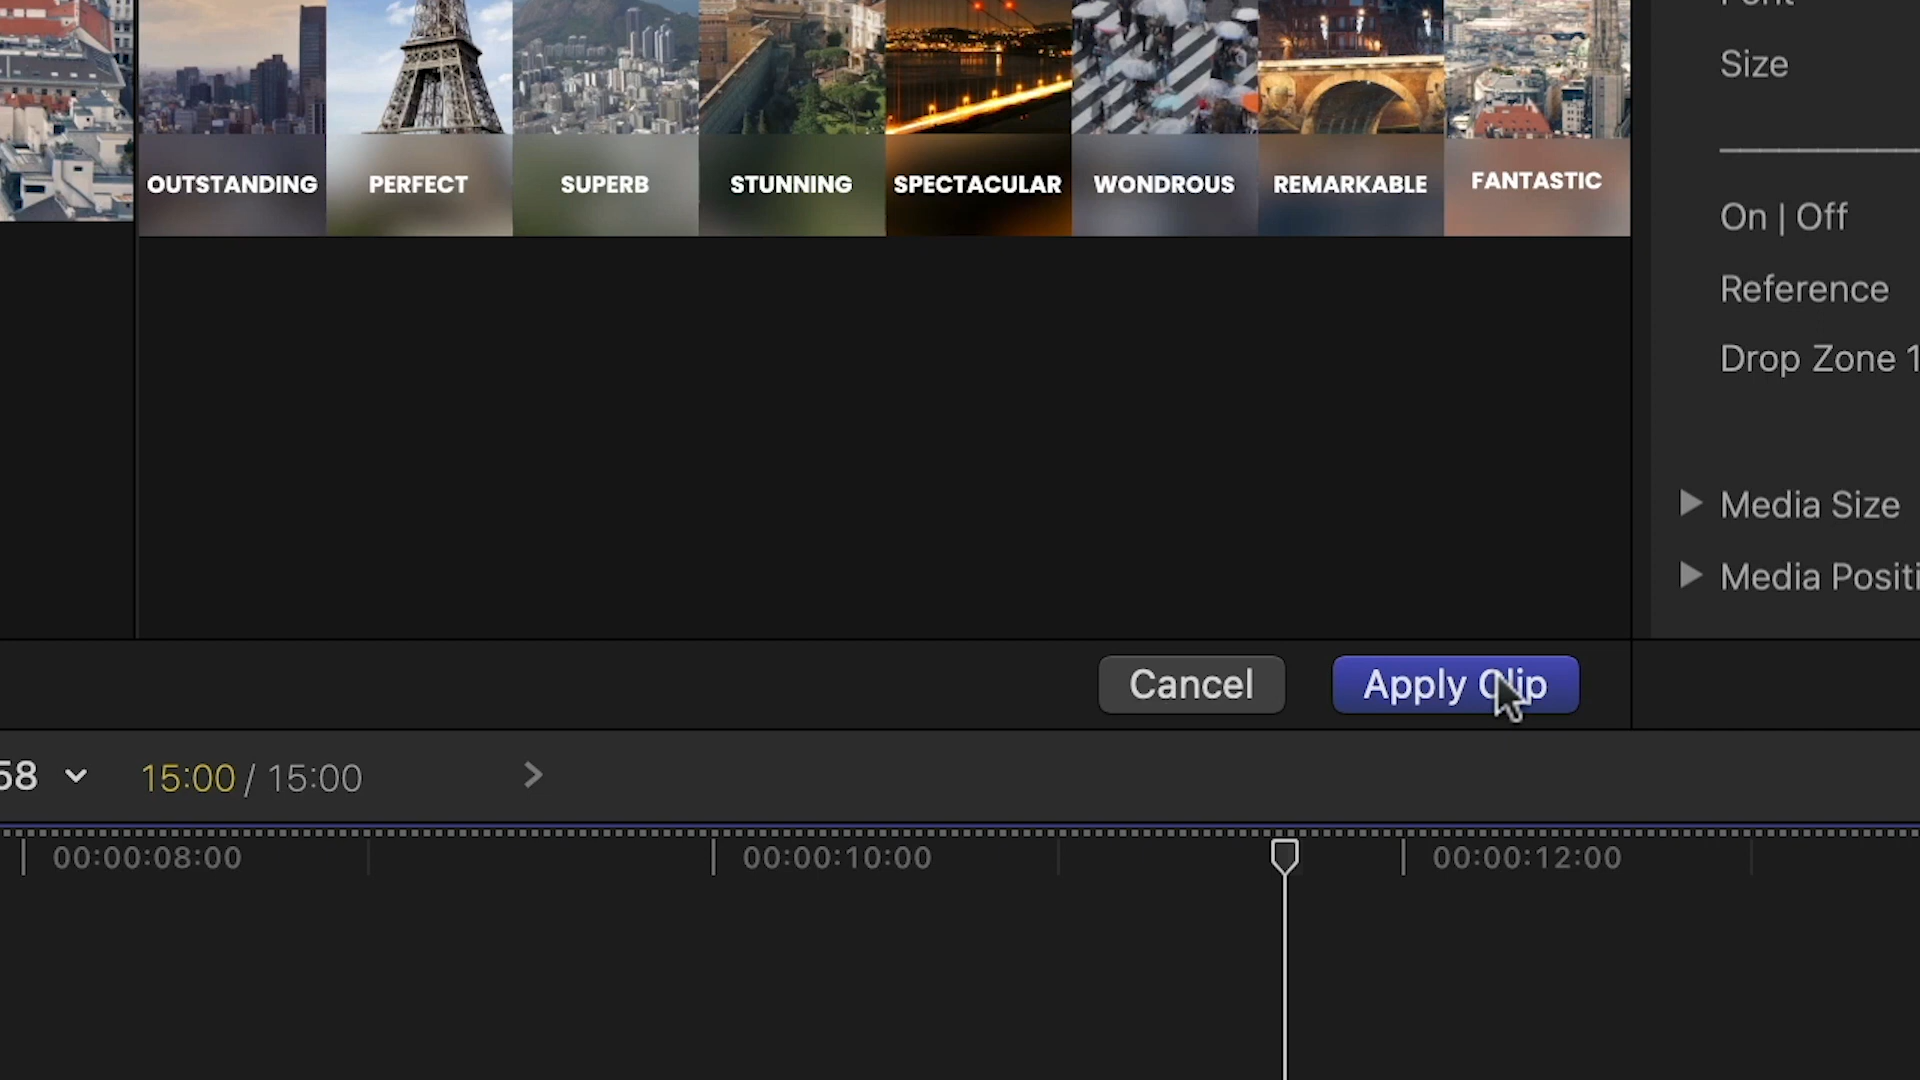 OUTSTANDING
PERFECT
SUPERB
STUNNING
SPECTACULAR
WONDROUS
REMARKABLE
FANTASTIC
Size
On | Off
Reference
Drop Zone 1
Media Size
Media Positi
Cancel
Apply Clip
58
15:00 / 15:00
00:00:08:00
00:00:10:00
00:00:12:00